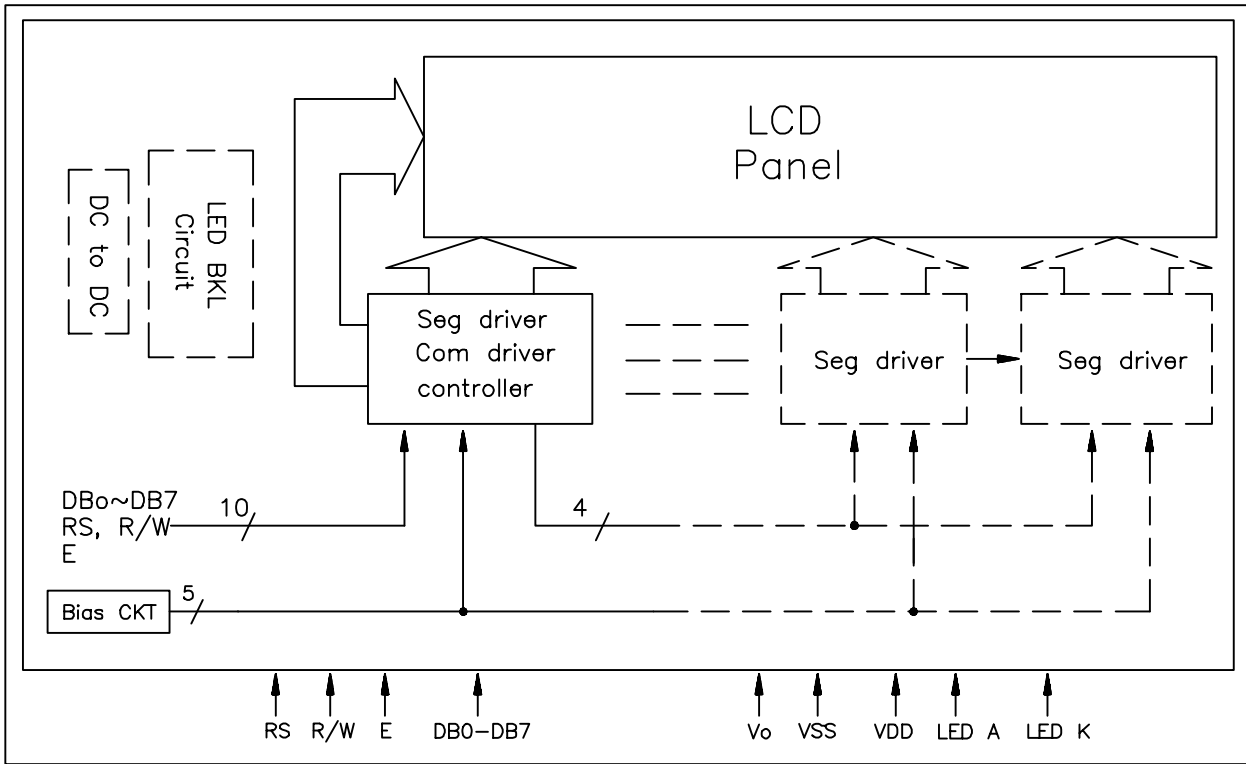 LCD
Panel
DC to DC
LED BKL
Circuit
Seg driver
Com driver
controller
Seg driver
Seg driver
DBo~DB7
RS, R/W
E
10
4
Bias CKT
5
RS
R/W
E
DB0-DB7
Vo
VSS
VDD
LED A
LED K